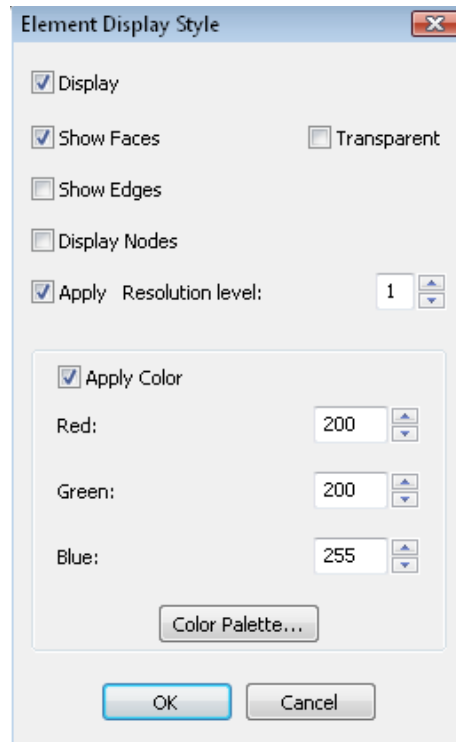 Element Display Style
Display
Show Faces Transparent
Show Edges
Display Nodes
Apply Resolution level: 1
Apply Color
Red: 200
Green: 200
Blue: 255
Color Palette...
OK Cancel